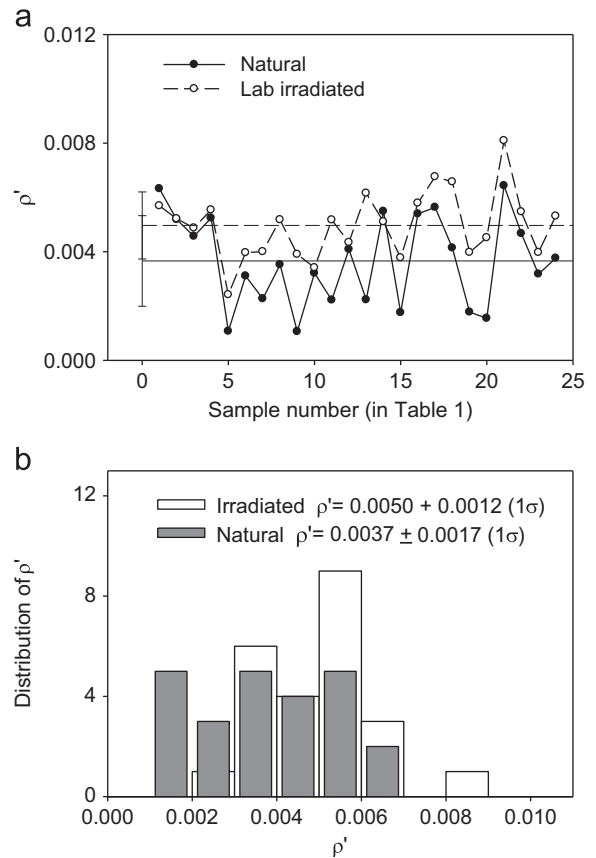 a
0.012
0.008
0.004
0.000
ρ'
Natural
Lab irradiated
0 5 10 15 20 25
Sample number (in Table 1)
b
12
8
4
0
Distribution of ρ'
Irradiated ρ'= 0.0050 + 0.0012 (1σ)
Natural ρ'= 0.0037 ± 0.0017 (1σ)
0.000 0.002 0.004 0.006 0.008 0.010
ρ'